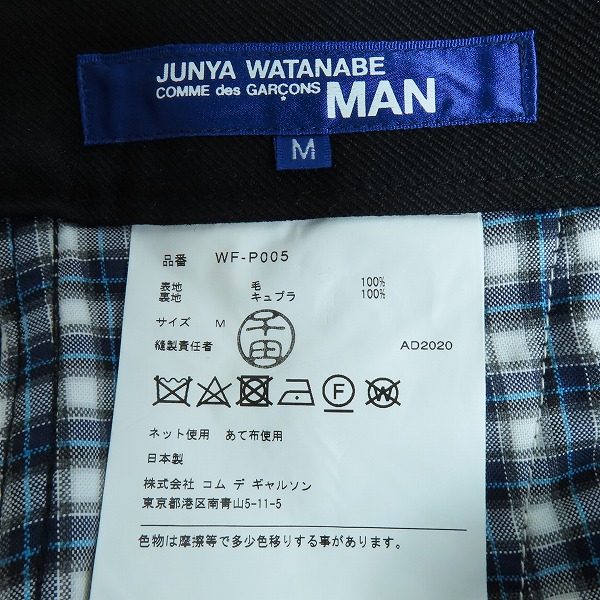 JUNYA WATANABE
COMME des GARÇONS MAN
M
品番 WF-P005
表地 毛 100%
裏地 キュプラ 100%
サイズ M
千田
縫製責任者 AD2020
F
W
ネット使用 あて布使用
日本製
株式会社 コム デ ギャルソン
東京都港区南青山5-11-5
色物は摩擦等で多少色移りする事があります。